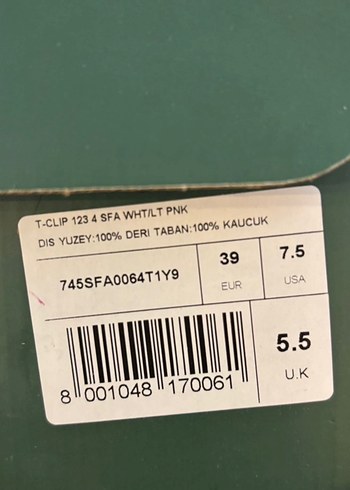 T-CLIP 123 4 SFA WHT/LT PNK
DIS YUZEY:100% DERI TABAN:100% KAUCUK
745SFA0064T1Y9
39
EUR
7.5
USA
8 001048 170061
5.5
U.K